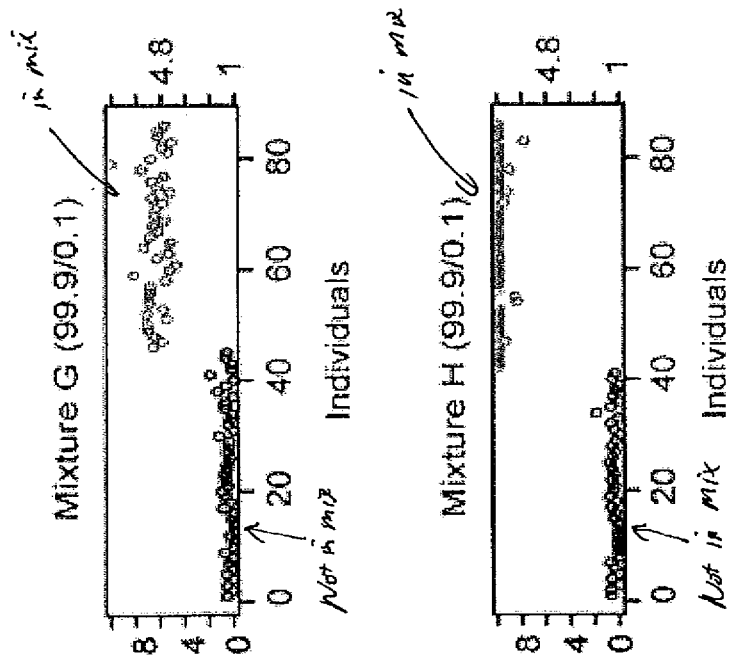 in mix
Mixture G (99.9/0.1)
8
4
0
4.8
1
0 20 40 60 80
Not in mix
Individuals
in mix
Mixture H (99.9/0.1)
8
4
0
4.8
1
0 20 40 60 80
Not in mix
Individuals